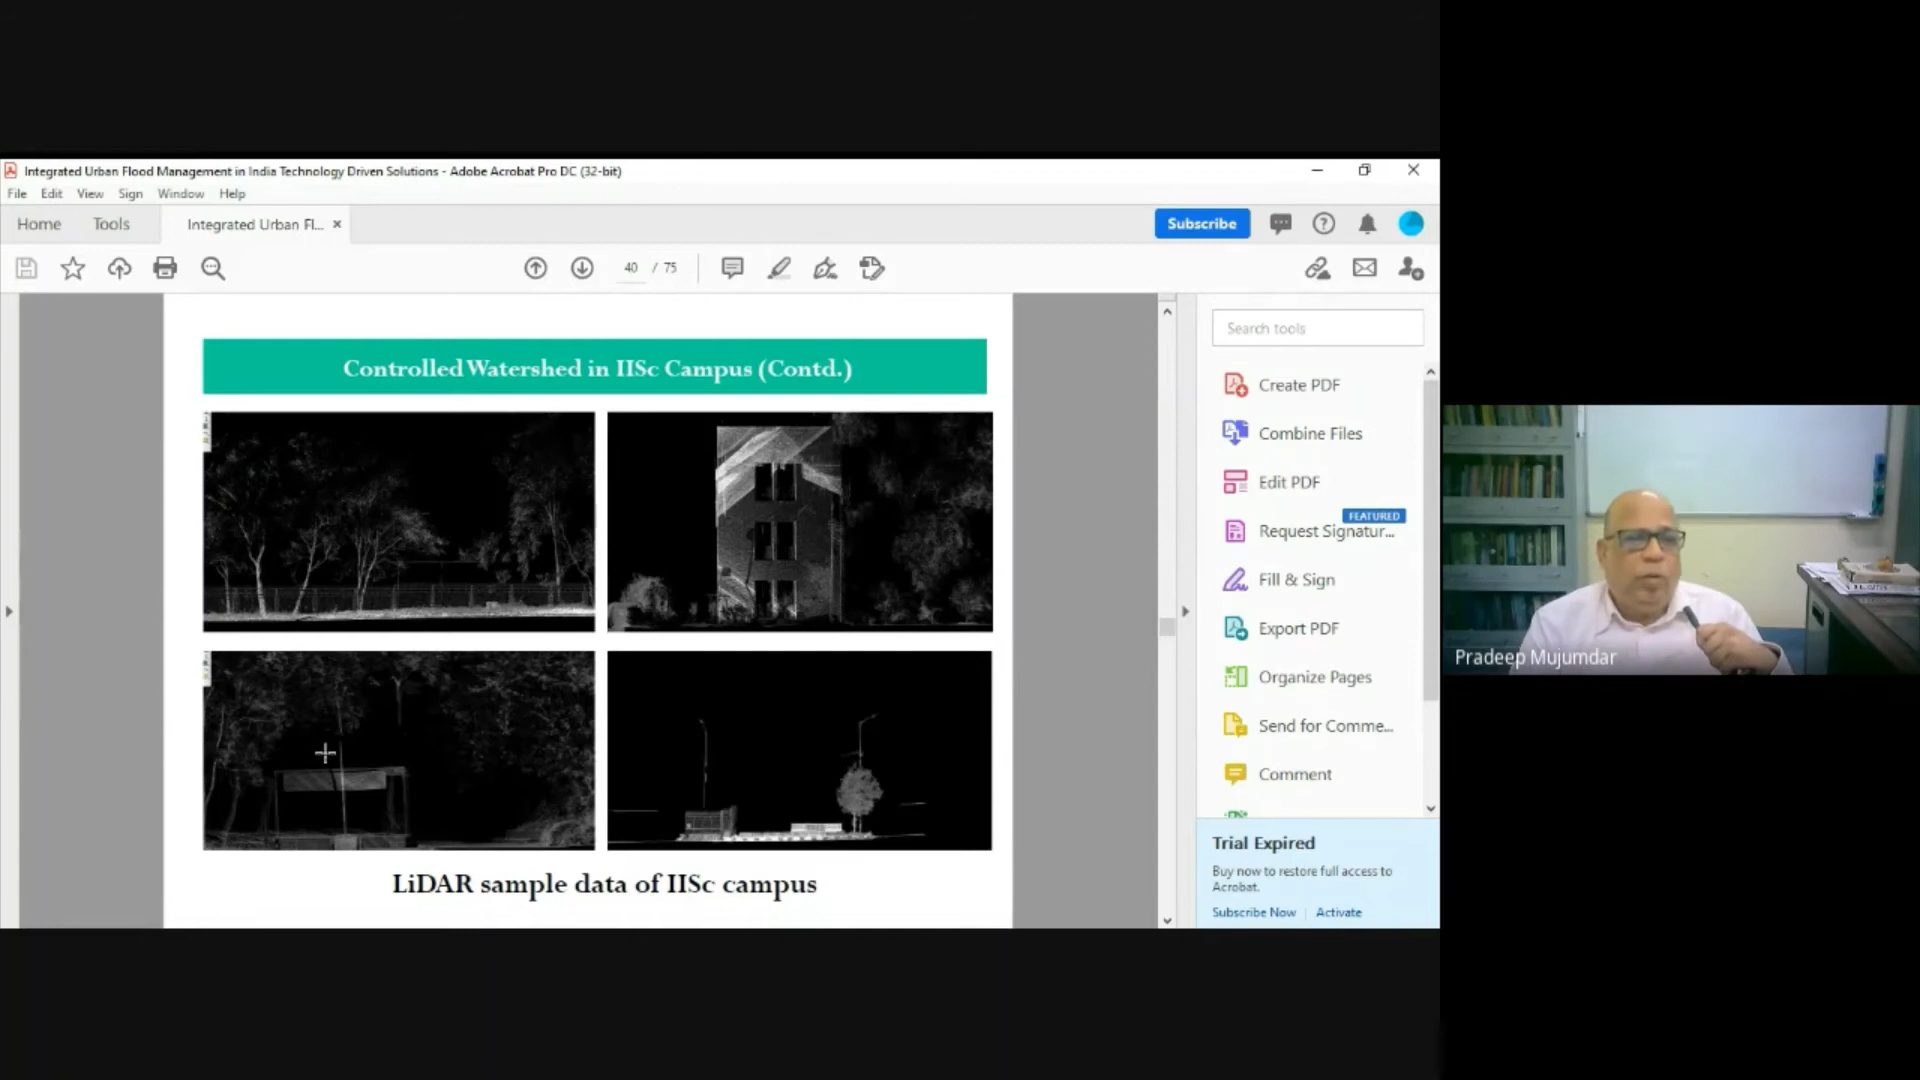 Integrated Urban Flood Management in India Technology Driven Solutions - Adobe Acrobat Pro DC (32-bit)
File Edit View Sign Window Help
Home Tools Integrated Urban Fl... × Subscribe
40 / 75
Controlled Watershed in IISc Campus (Contd.)
LiDAR sample data of IISc campus
Search tools
Create PDF
Combine Files
Edit PDF
FEATURED
Request Signatur...
Fill & Sign
Export PDF
Organize Pages
Send for Comme...
Comment
Trial Expired
Buy now to restore full access to
Acrobat.
Subscribe Now | Activate
Pradeep Mujumdar